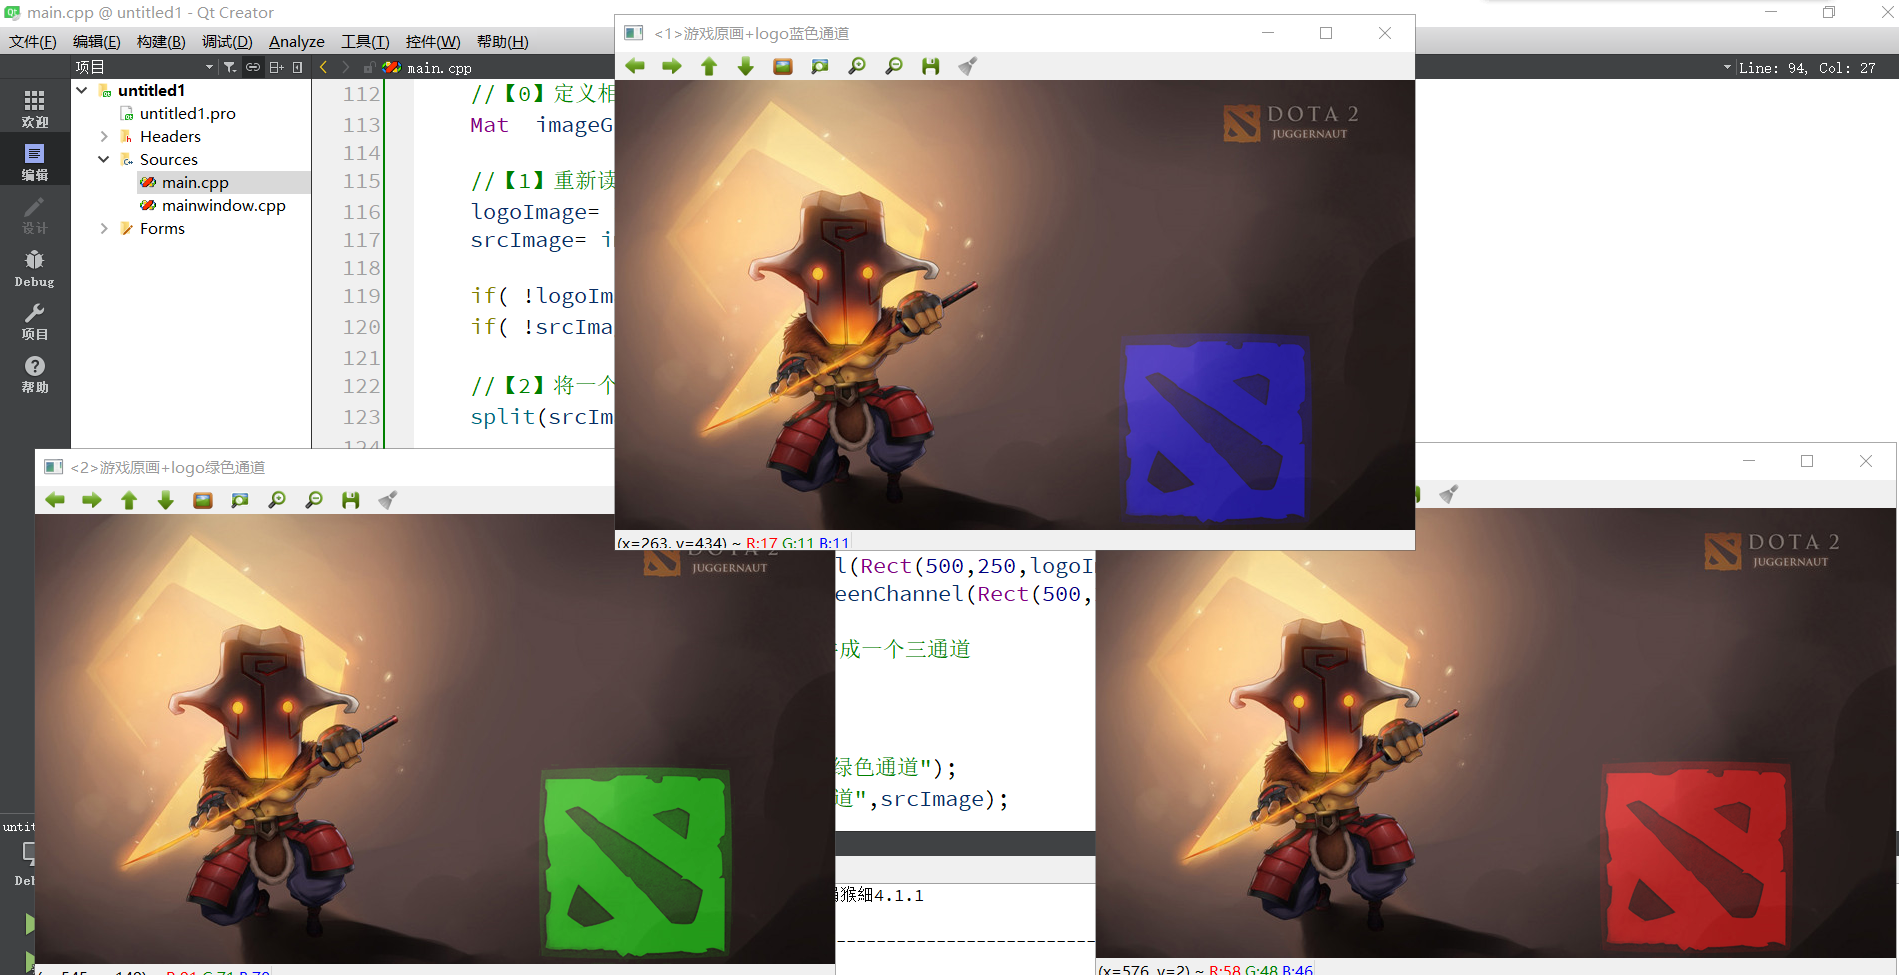 main.cpp @ untitled1 - Qt Creator
文件(F) 编辑(E) 构建(B) 调试(D) Analyze 工具(T) 控件(W) 帮助(H)
项目
main.cpp
Line: 94, Col: 27
欢迎
编辑
设计
Debug
项目
帮助
untitled1
untitled1.pro
Headers
Sources
main.cpp
mainwindow.cpp
Forms
112 //【0】定义相
113 Mat imageG
114
115 //【1】重新读
116 logoImage=
117 srcImage= i
118
119 if( !logoIm
120 if( !srcIma
121
122 //【2】将一个
123 split(srcIm
124
<1>游戏原画+logo蓝色通道
DOTA 2
JUGGERNAUT
(x=263, y=434) ~ R:17 G:11 B:11
<2>游戏原画+logo绿色通道
DOTA 2
JUGGERNAUT
l(Rect(500,250,logoI
eenChannel(Rect(500,
成一个三通道
绿色通道");
道",srcImage);
猴細4.1.1
DOTA 2
JUGGERNAUT
(x=576, y=2) ~ R:58 G:48 B:46
untit
Del